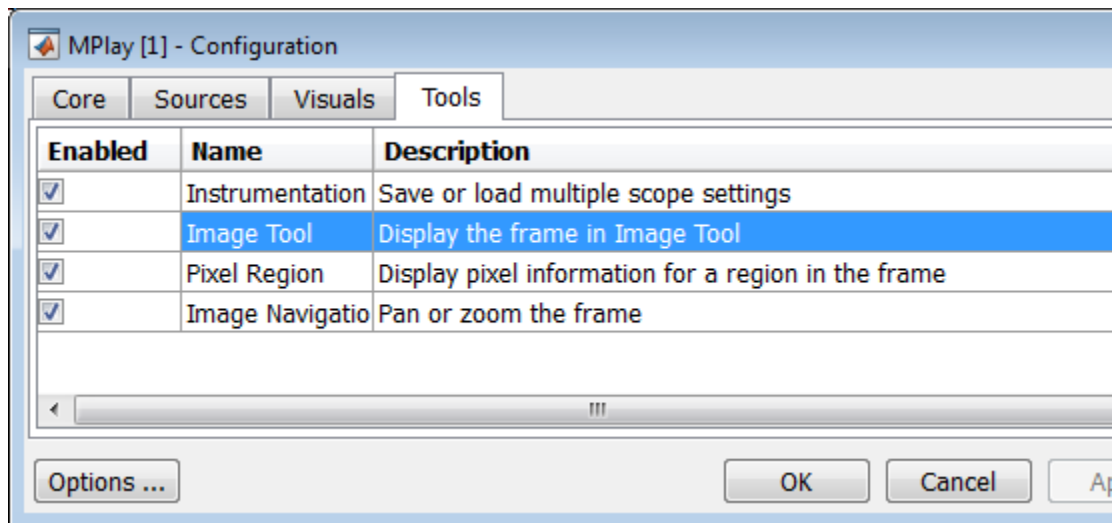 MPlay [1] - Configuration
Core Sources Visuals Tools
Enabled Name Description
Instrumentation Save or load multiple scope settings
Image Tool Display the frame in Image Tool
Pixel Region Display pixel information for a region in the frame
Image Navigatio Pan or zoom the frame
Options ... OK Cancel Ap